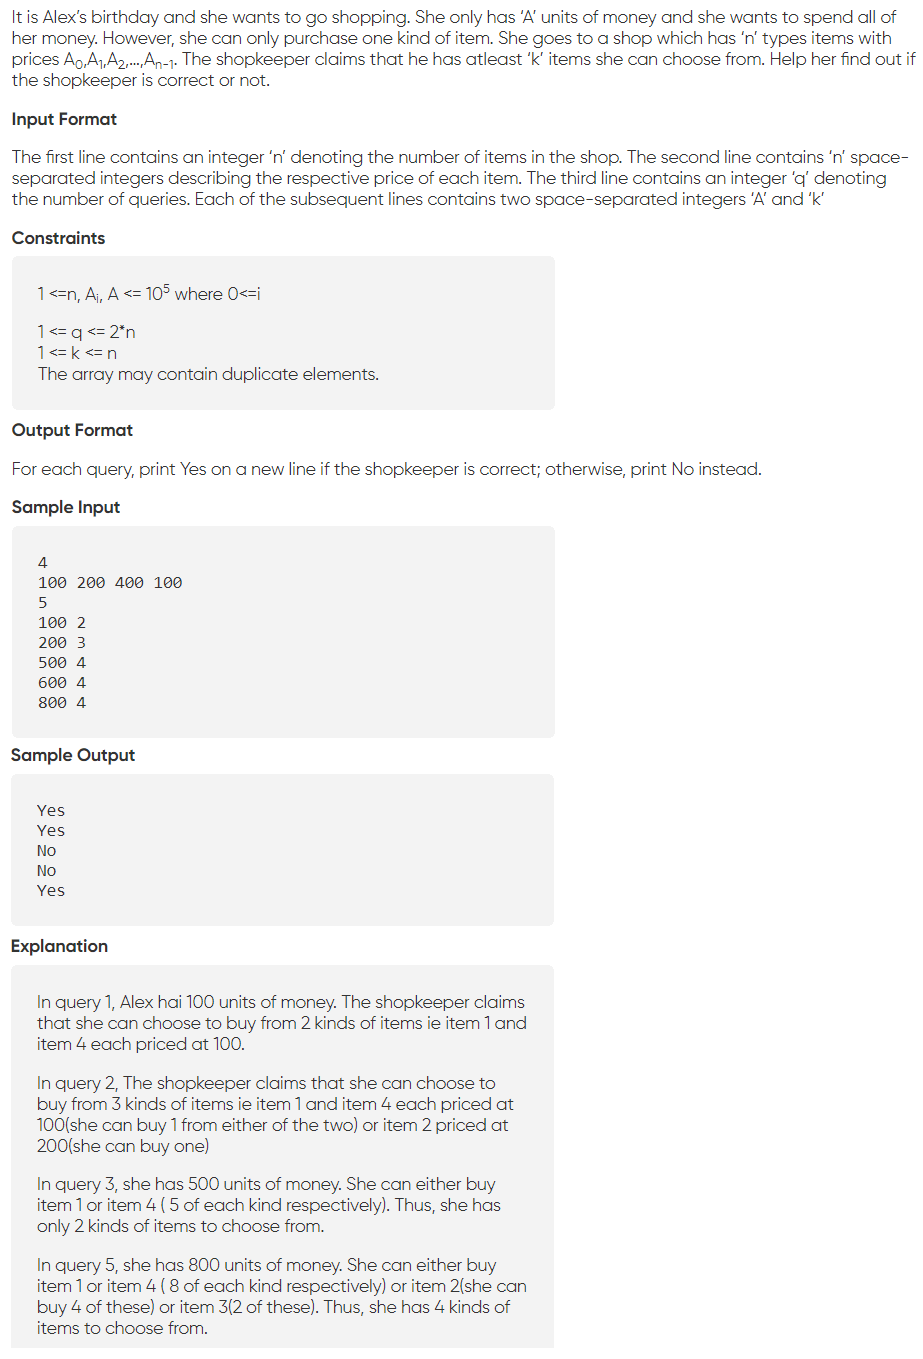 It is Alex's birthday and she wants to go shopping. She only has 'A' units of money and she wants to spend all of
her money. However, she can only purchase one kind of item. She goes to a shop which has 'n' types items with
prices A₀,A₁,A₂,...,Aₙ₋₁. The shopkeeper claims that he has atleast 'k' items she can choose from. Help her find out if
the shopkeeper is correct or not.
Input Format
The first line contains an integer 'n' denoting the number of items in the shop. The second line contains 'n' space-
separated integers describing the respective price of each item. The third line contains an integer 'q' denoting
the number of queries. Each of the subsequent lines contains two space-separated integers 'A' and 'k'
Constraints
1 <=n, Aᵢ, A <= 10⁵ where 0<=i
1 <= q <= 2*n
1 <= k <= n
The array may contain duplicate elements.
Output Format
For each query, print Yes on a new line if the shopkeeper is correct; otherwise, print No instead.
Sample Input
4
100 200 400 100
5
100 2
200 3
500 4
600 4
800 4
Sample Output
Yes
Yes
No
No
Yes
Explanation
In query 1, Alex hai 100 units of money. The shopkeeper claims
that she can choose to buy from 2 kinds of items ie item 1 and
item 4 each priced at 100.
In query 2, The shopkeeper claims that she can choose to
buy from 3 kinds of items ie item 1 and item 4 each priced at
100(she can buy 1 from either of the two) or item 2 priced at
200(she can buy one)
In query 3, she has 500 units of money. She can either buy
item 1 or item 4 ( 5 of each kind respectively). Thus, she has
only 2 kinds of items to choose from.
In query 5, she has 800 units of money. She can either buy
item 1 or item 4 ( 8 of each kind respectively) or item 2(she can
buy 4 of these) or item 3(2 of these). Thus, she has 4 kinds of
items to choose from.